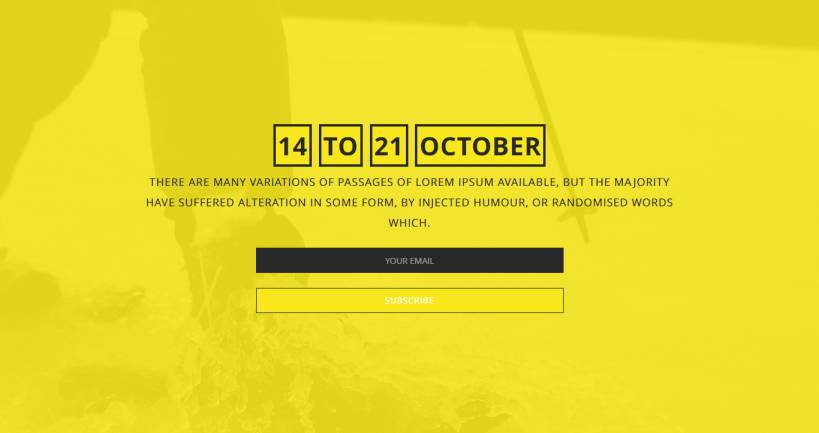 14 TO 21 OCTOBER
THERE ARE MANY VARIATIONS OF PASSAGES OF LOREM IPSUM AVAILABLE, BUT THE MAJORITY
HAVE SUFFERED ALTERATION IN SOME FORM, BY INJECTED HUMOUR, OR RANDOMISED WORDS
WHICH.
YOUR EMAIL
SUBSCRIBE